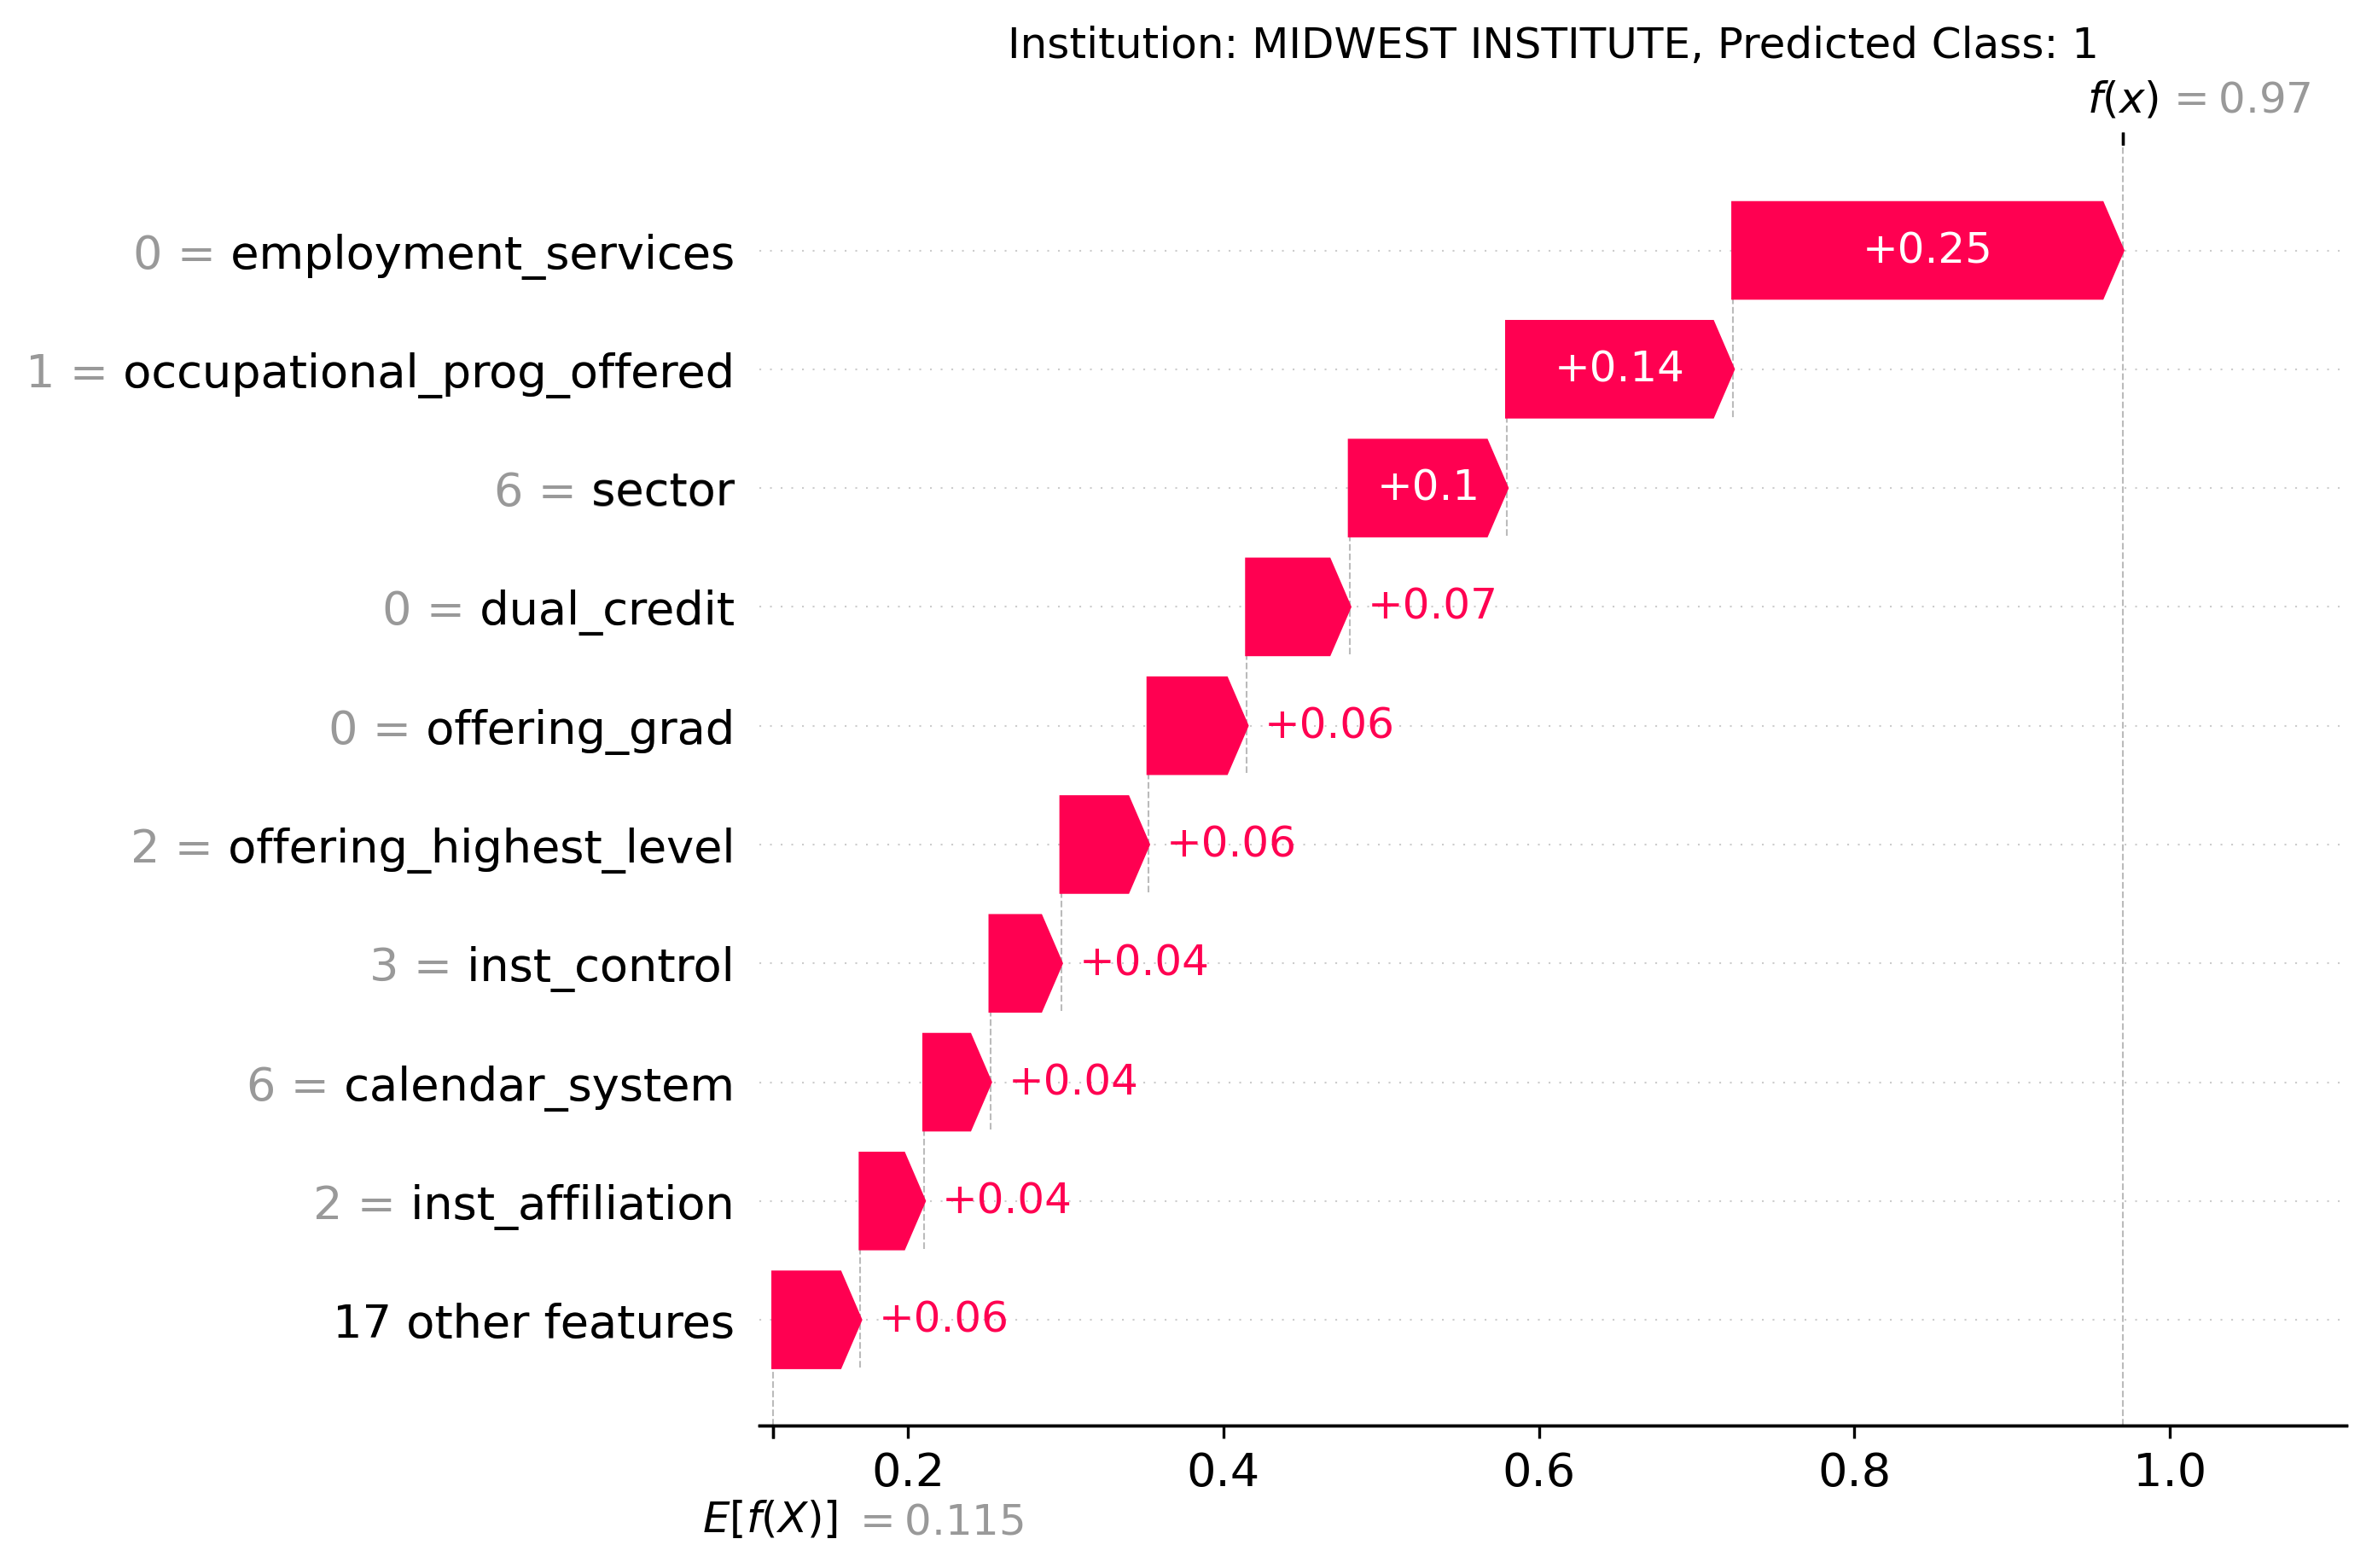 Institution: MIDWEST INSTITUTE, Predicted Class: 1
f(x) = 0.97
0 = employment_services +0.25
1 = occupational_prog_offered +0.14
6 = sector +0.1
0 = dual_credit +0.07
0 = offering_grad +0.06
2 = offering_highest_level +0.06
3 = inst_control +0.04
6 = calendar_system +0.04
2 = inst_affiliation +0.04
17 other features +0.06
0.2 0.4 0.6 0.8 1.0
E[f(X)] = 0.115